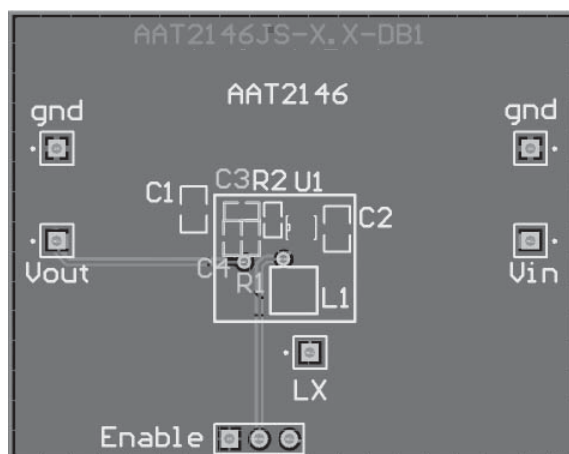 AAT2146JS-X.X-DB1
AAT2146
gnd
gnd
C1
C3
R2
U1
C2
Vout
C4
R1
L1
Vin
LX
Enable